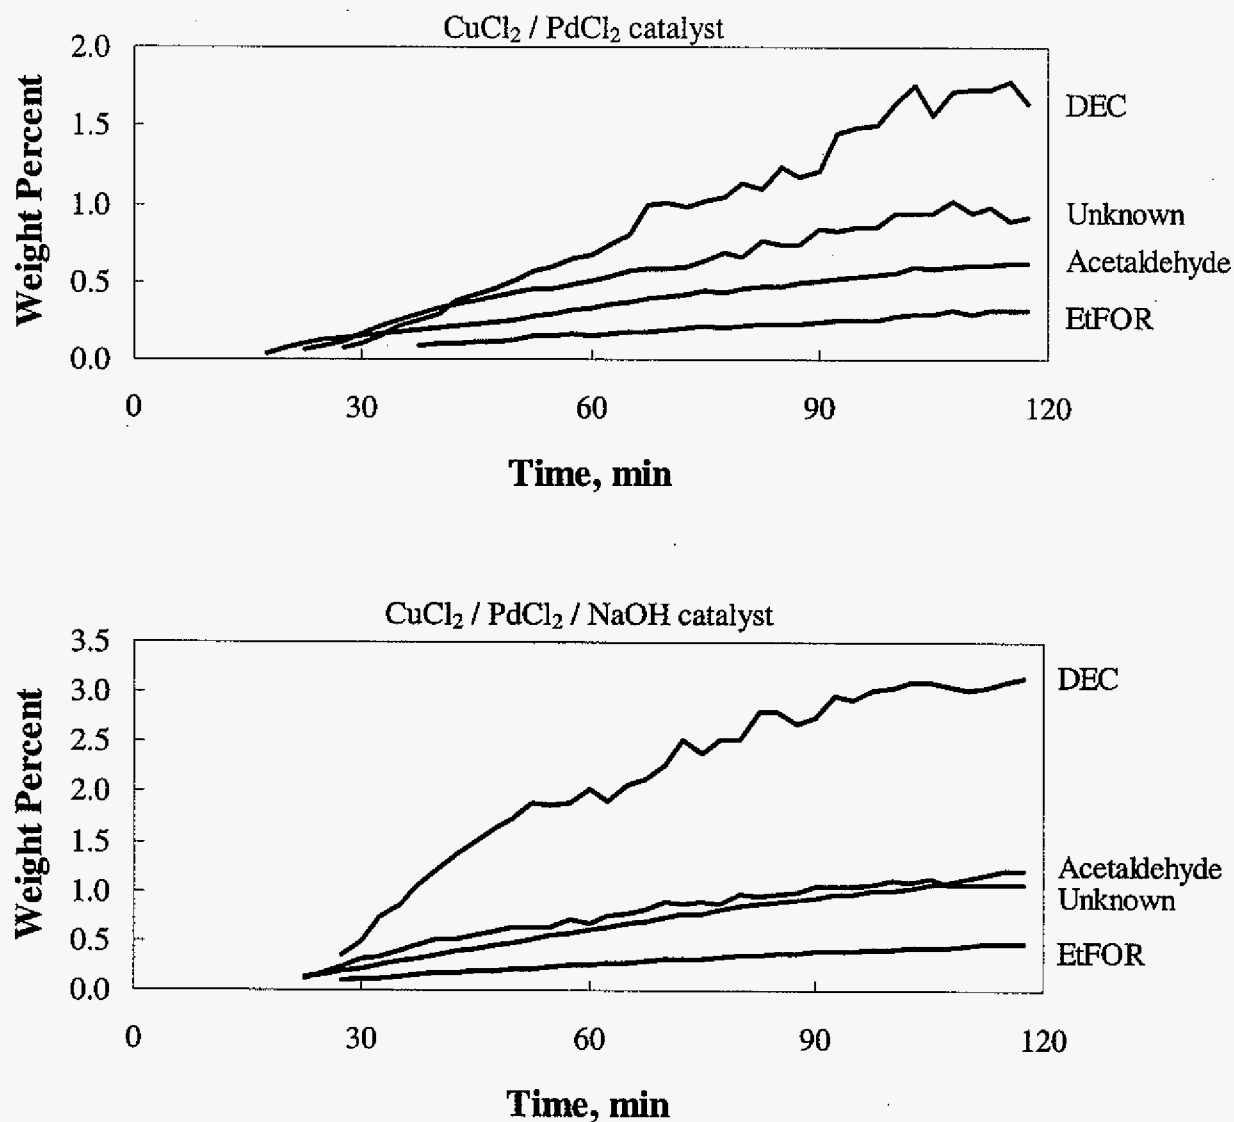 CuCl₂ / PdCl₂ catalyst
Weight Percent
2.0
1.5
1.0
0.5
0.0
DEC
Unknown
Acetaldehyde
EtFOR
0 30 60 90 120
Time, min
CuCl₂ / PdCl₂ / NaOH catalyst
Weight Percent
3.5
3.0
2.5
2.0
1.5
1.0
0.5
0.0
DEC
Acetaldehyde
Unknown
EtFOR
0 30 60 90 120
Time, min